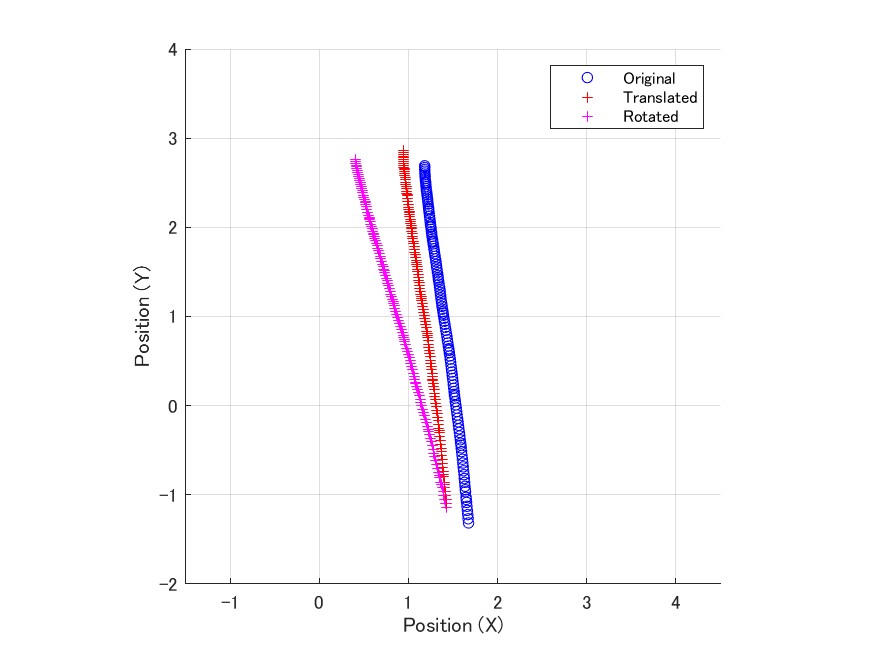 4
Original
Translated
Rotated
3
2
1
0
−1
−2
Position (Y)
−1 0 1 2 3 4
Position (X)